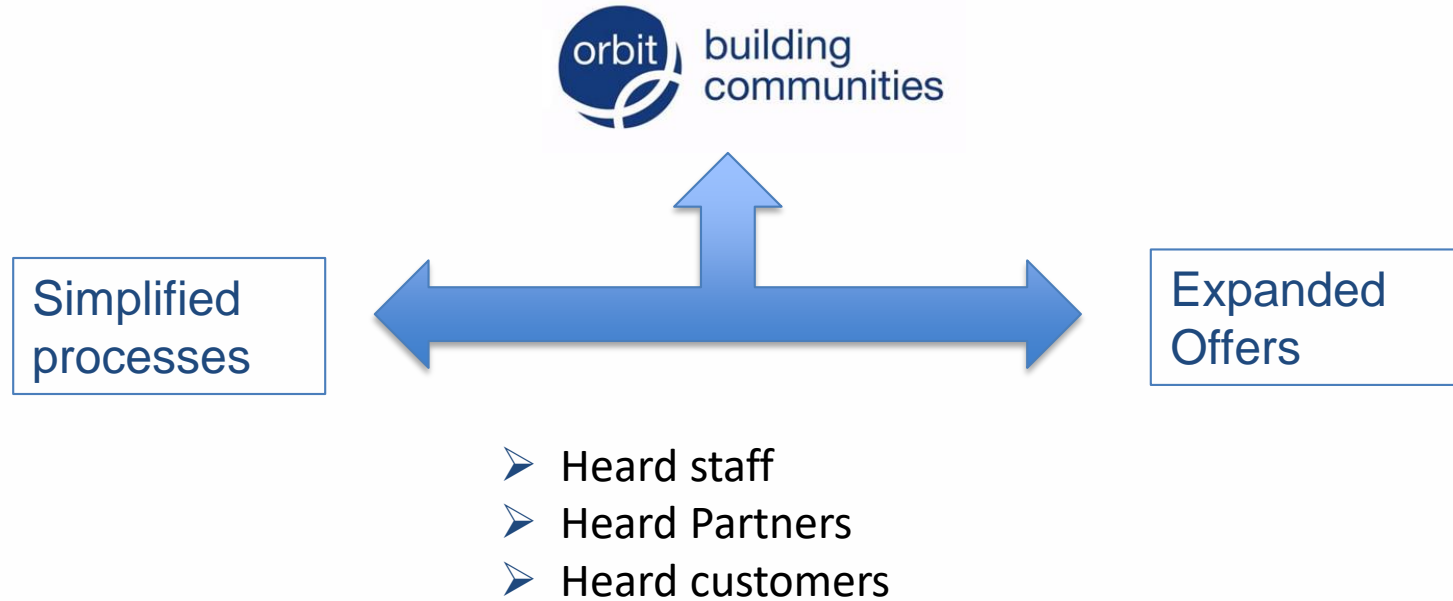 orbit
building
communities
Simplified
processes
Expanded
Offers
➢ Heard staff
➢ Heard Partners
➢ Heard customers